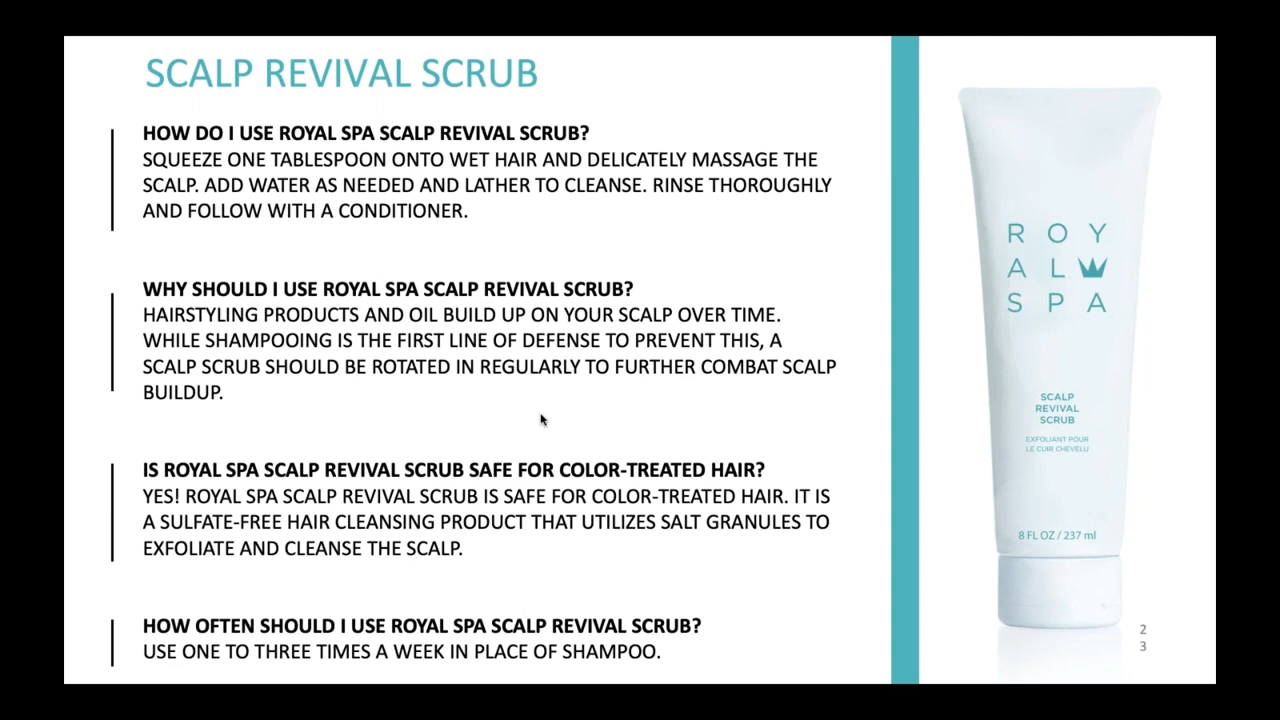 SCALP REVIVAL SCRUB
HOW DO I USE ROYAL SPA SCALP REVIVAL SCRUB?
SQUEEZE ONE TABLESPOON ONTO WET HAIR AND DELICATELY MASSAGE THE
SCALP. ADD WATER AS NEEDED AND LATHER TO CLEANSE. RINSE THOROUGHLY
AND FOLLOW WITH A CONDITIONER.
WHY SHOULD I USE ROYAL SPA SCALP REVIVAL SCRUB?
HAIRSTYLING PRODUCTS AND OIL BUILD UP ON YOUR SCALP OVER TIME.
WHILE SHAMPOOING IS THE FIRST LINE OF DEFENSE TO PREVENT THIS, A
SCALP SCRUB SHOULD BE ROTATED IN REGULARLY TO FURTHER COMBAT SCALP
BUILDUP.
IS ROYAL SPA SCALP REVIVAL SCRUB SAFE FOR COLOR-TREATED HAIR?
YES! ROYAL SPA SCALP REVIVAL SCRUB IS SAFE FOR COLOR-TREATED HAIR. IT IS
A SULFATE-FREE HAIR CLEANSING PRODUCT THAT UTILIZES SALT GRANULES TO
EXFOLIATE AND CLEANSE THE SCALP.
HOW OFTEN SHOULD I USE ROYAL SPA SCALP REVIVAL SCRUB?
USE ONE TO THREE TIMES A WEEK IN PLACE OF SHAMPOO.
R O Y
A L
S P A
SCALP
REVIVAL
SCRUB
EXFOLIANT POUR
LE CUIR CHEVELU
8 FL OZ / 237 ml
2
3